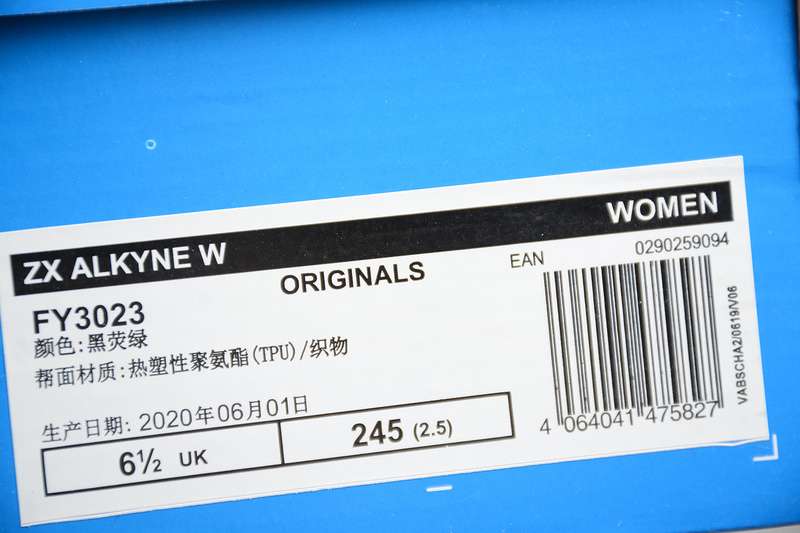 ZX ALKYNE W WOMEN
ORIGINALS EAN 0290259094
FY3023
颜色:黑荧绿
帮面材质:热塑性聚氨酯(TPU)/织物
生产日期: 2020年06月01日
6½ UK 245 (2.5)
4 064041 475827
VABSCHA2/0619/V06